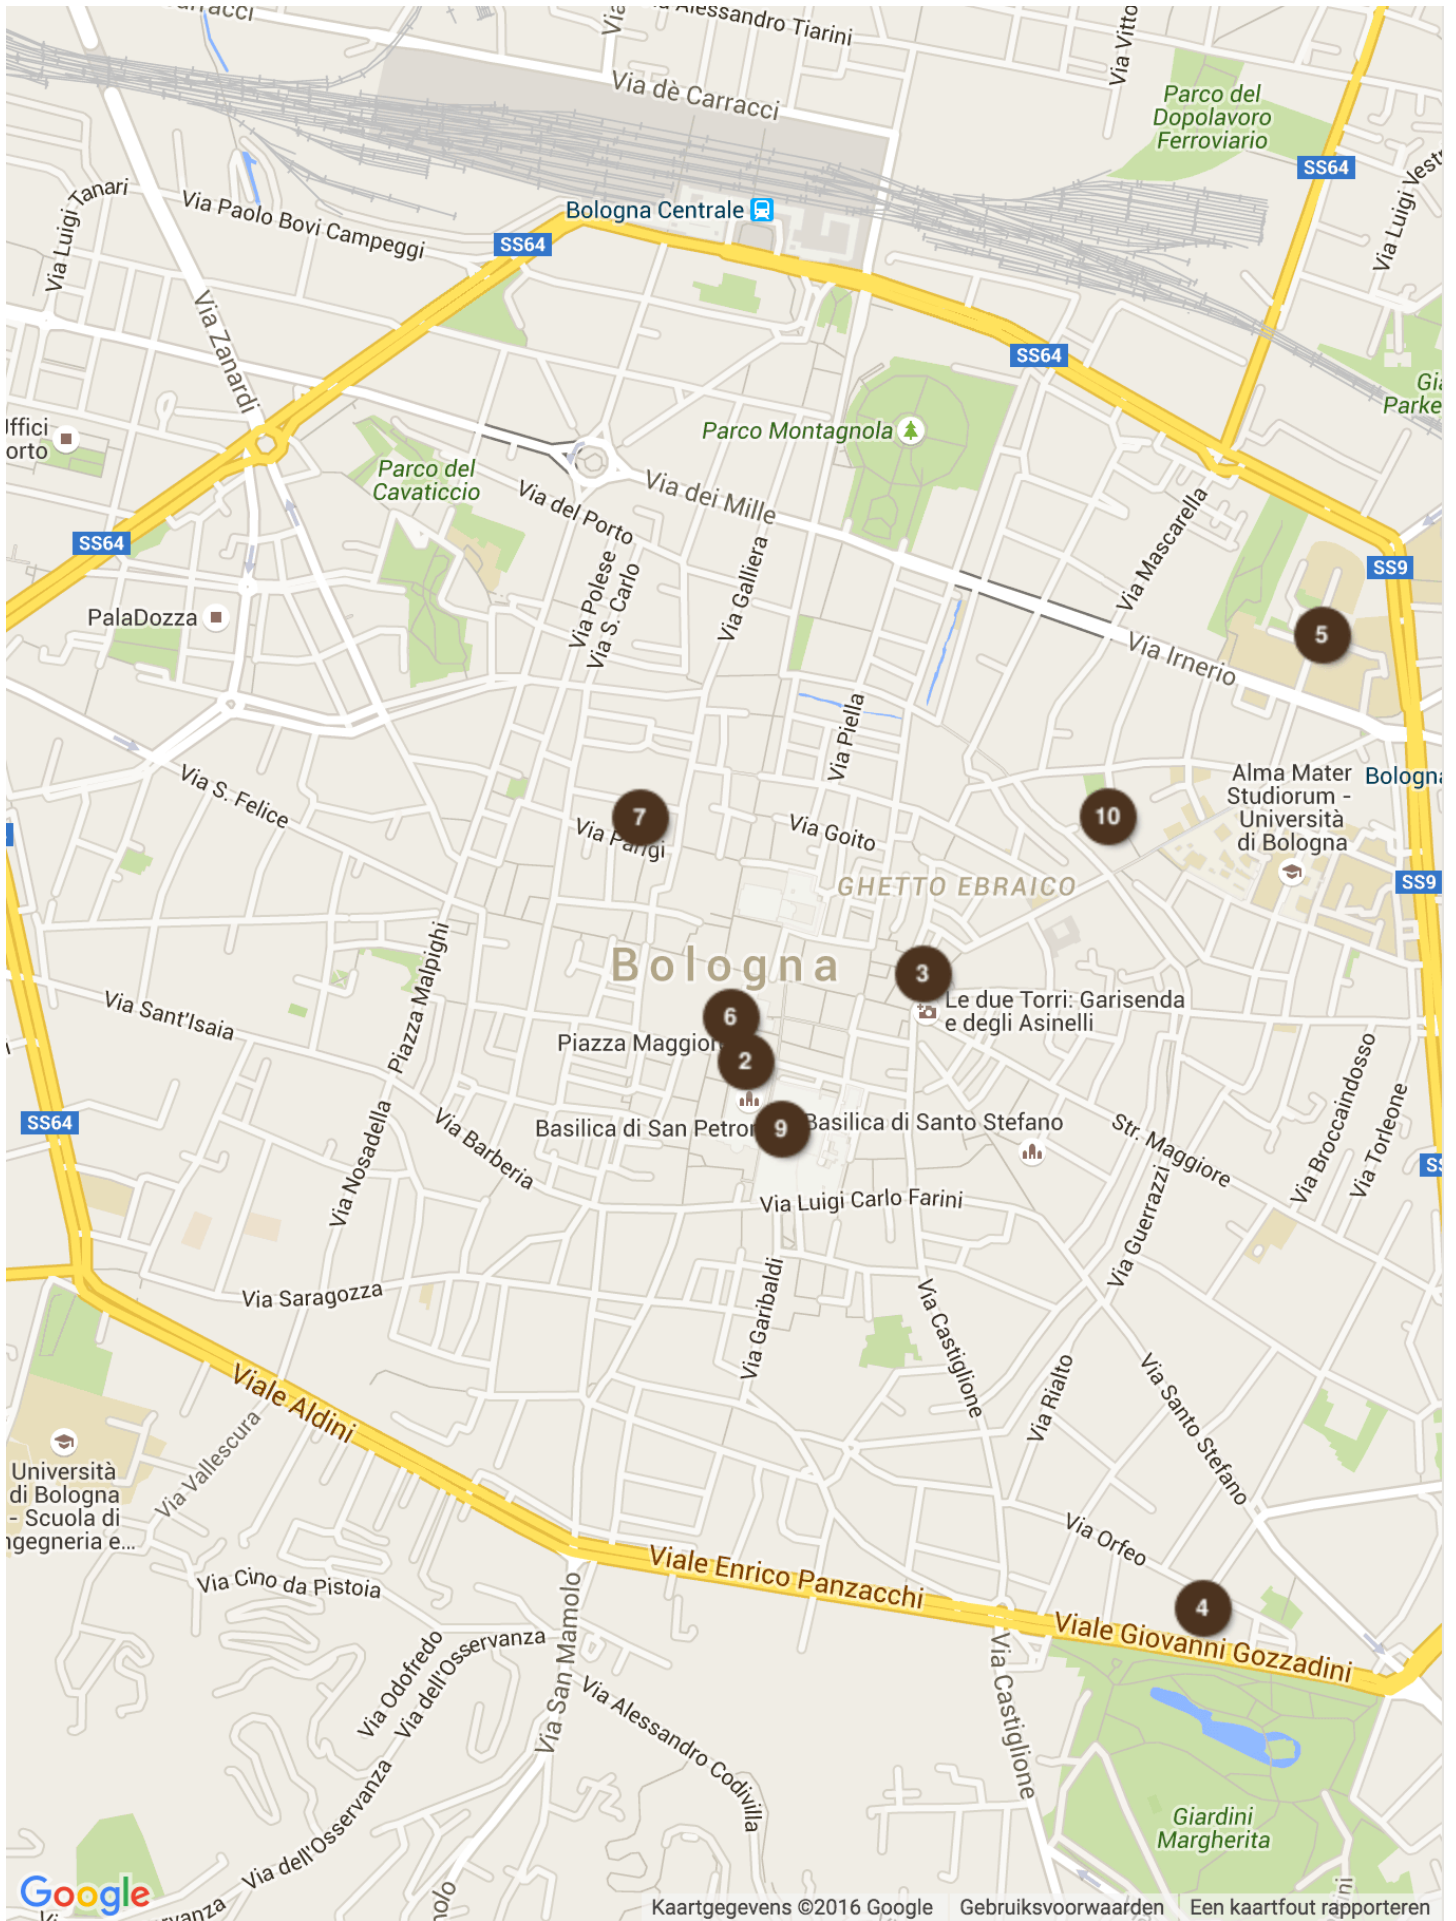 Via Alessandro Tiarini
Via dè Carracci
Parco del
Dopolavoro
Ferroviario
SS64
Via Luigi Tanari
Via Paolo Bovi Campeggi
Bologna Centrale
SS64
Via Zanardi
SS64
Parco Montagnola
Parco del
Cavaticcio
Via dei Mille
Via del Porto
Via Mascarella
SS64
SS9
PalaDozza
Via Polese
Via S. Carlo
Via Galliera
5
Via Irnerio
Via Piella
Via S. Felice
Alma Mater
Studiorum -
Università
di Bologna
Bologna
7
Via Parigi
Via Goito
10
GHETTO EBRAICO
SS9
Bologna
Piazza Malpighi
3
Le due Torri: Garisenda
e degli Asinelli
Via Sant'Isaia
6
Piazza Maggior
2
SS64
Via Nosadella
Via Barberia
Basilica di San Petron
9
Basilica di Santo Stefano
Str. Maggiore
Via Broccaindosso
Via Torleone
Via Luigi Carlo Farini
Via Guerrazzi
Via Saragozza
Via Garibaldi
Via Castiglione
Via Rialto
Via Santo Stefano
Viale Aldini
Via Vallescura
Università
di Bologna
- Scuola di
ngegneria e...
Via Orfeo
Viale Enrico Panzacchi
Via Cino da Pistoia
4
Viale Giovanni Gozzadini
Via Odofredo
Via dell'Osservanza
Via San Mamolo
Via Castiglione
Via Alessandro Codivilla
Via dell'Osservanza
Giardini
Margherita
Google
Kaartgegevens ©2016 Google
Gebruiksvoorwaarden
Een kaartfout rapporteren